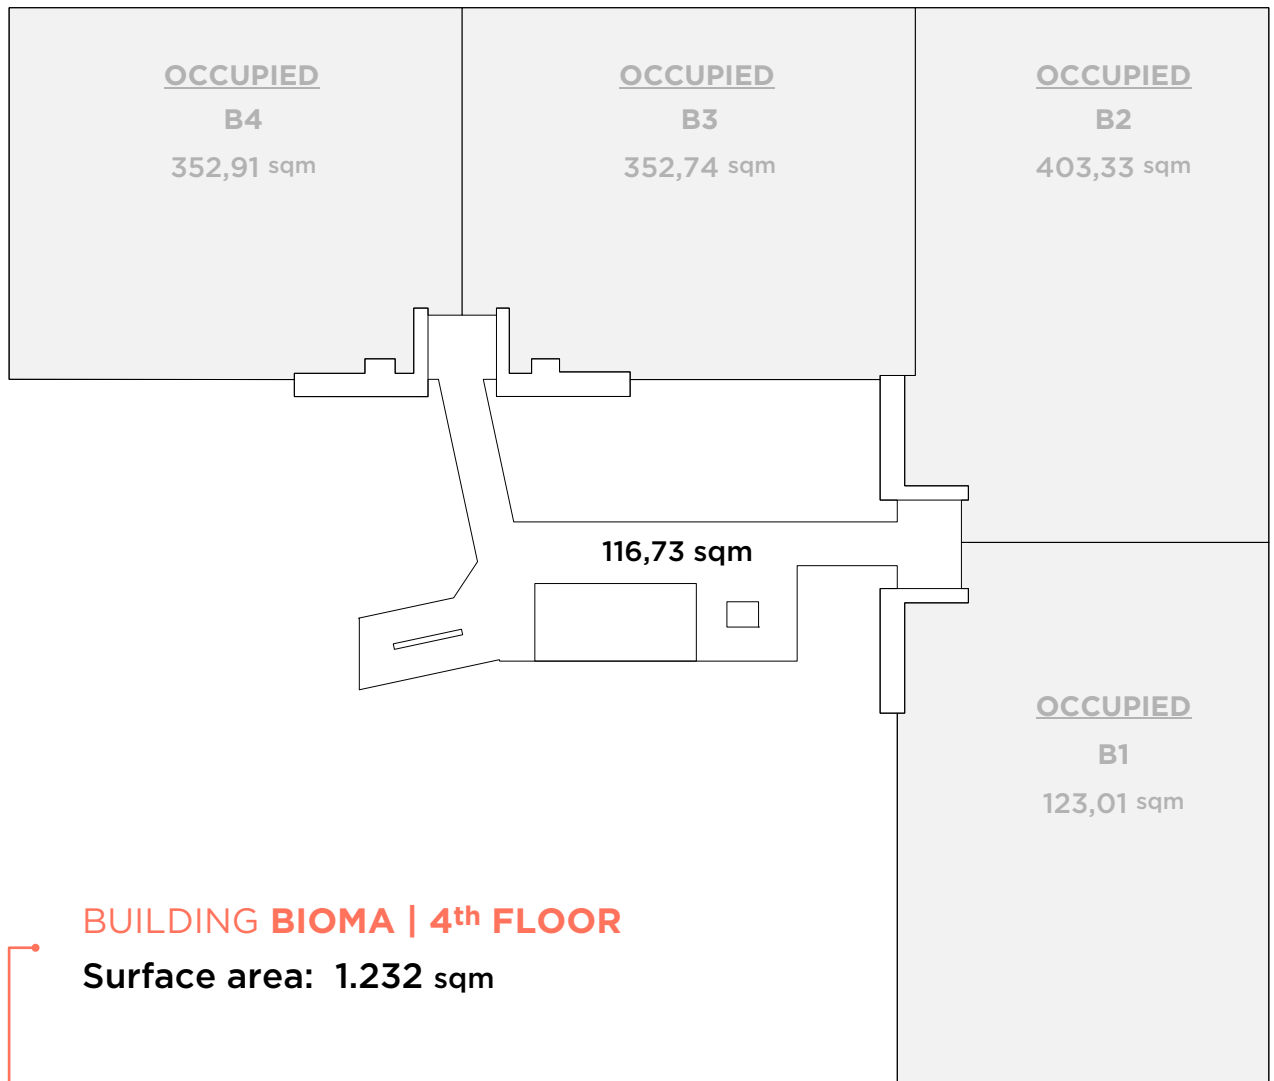 OCCUPIED
B4
352,91 sqm
OCCUPIED
B3
352,74 sqm
OCCUPIED
B2
403,33 sqm
116,73 sqm
OCCUPIED
B1
123,01 sqm
BUILDING BIOMA | 4th FLOOR
Surface area: 1.232 sqm